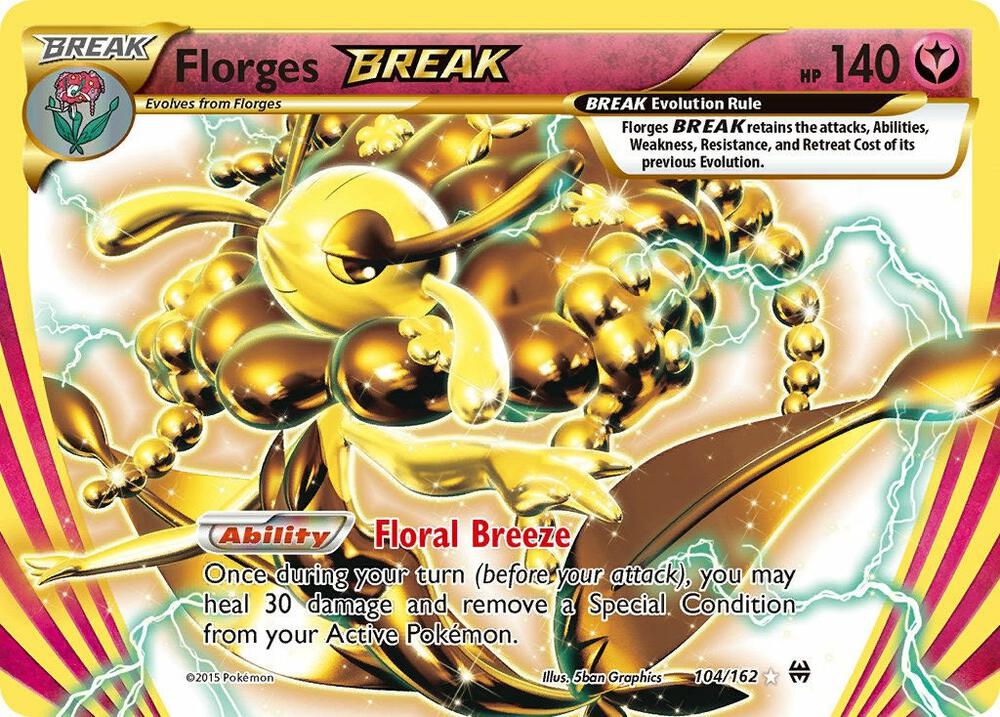 BREAK
Florges BREAK
HP 140
Evolves from Florges
BREAK Evolution Rule
Florges BREAK retains the attacks, Abilities,
Weakness, Resistance, and Retreat Cost of its
previous Evolution.
Ability Floral Breeze
Once during your turn (before your attack), you may
heal 30 damage and remove a Special Condition
from your Active Pokémon.
©2015 Pokémon
Illus. 5ban Graphics
104/162